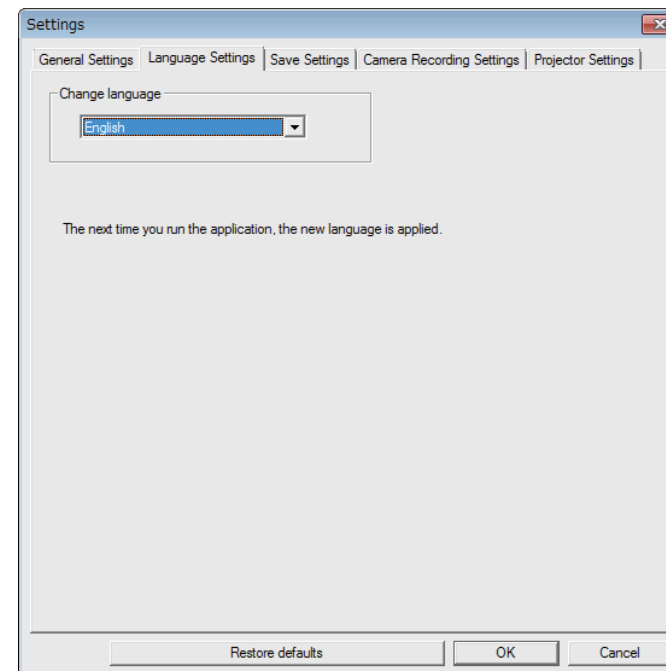 Settings
General Settings Language Settings Save Settings Camera Recording Settings Projector Settings
Change language
English
The next time you run the application, the new language is applied.
Restore defaults OK Cancel